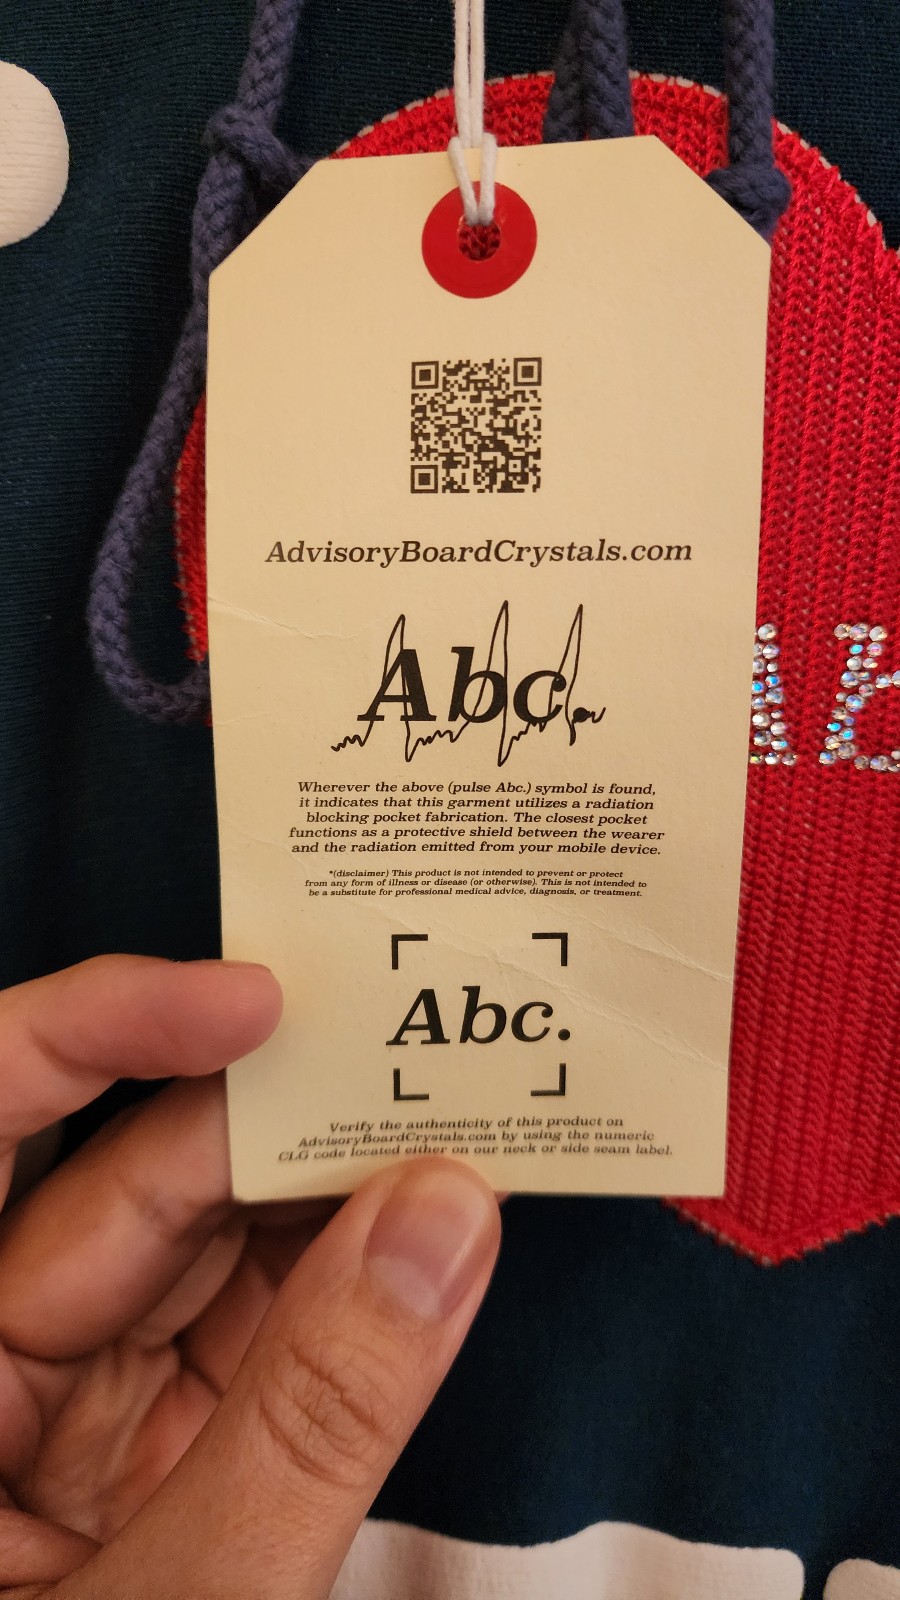 AdvisoryBoardCrystals.com
Abc.
Wherever the above (pulse Abc.) symbol is found,
it indicates that this garment utilizes a radiation
blocking pocket fabrication. The closest pocket
functions as a protective shield between the wearer
and the radiation emitted from your mobile device.
*(disclaimer) This product is not intended to prevent or protect
from any form of illness or disease (or otherwise). This is not intended to
be a substitute for professional medical advice, diagnosis, or treatment.
Abc.
Verify the authenticity of this product on
AdvisoryBoardCrystals.com by using the numeric
CLG code located either on our neck or side seam label.